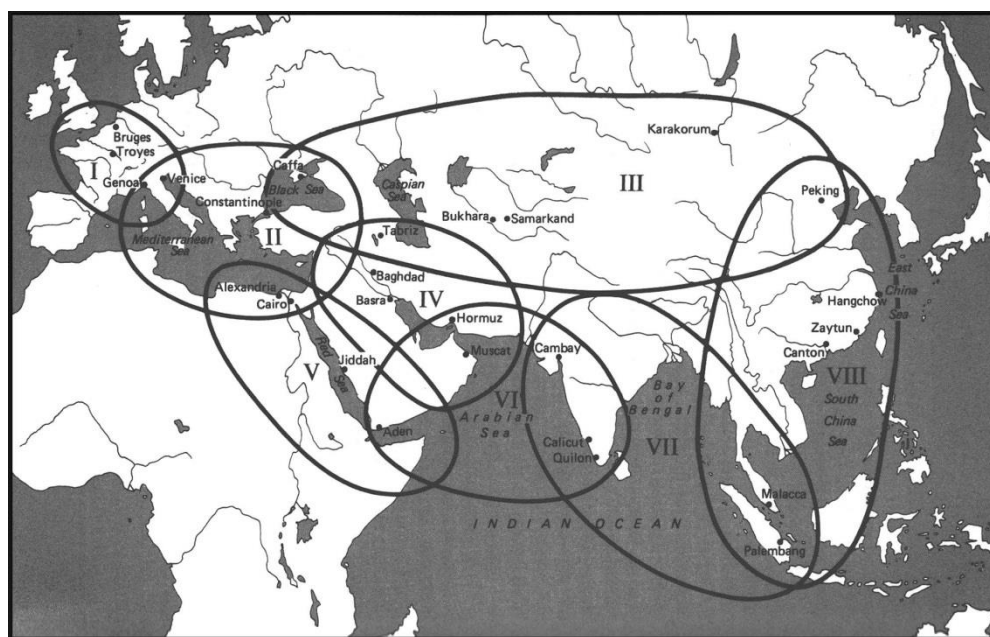 Bruges
Troyes
I
Genoa
Venice
Caffa
Black Sea
Constantinople
Mediterranean
Sea
II
Caspian
Sea
Karakorum
III
Bukhara
Samarkand
Peking
Tabriz
Baghdad
Basra
IV
Hormuz
Muscat
Alexandria
Cairo
Red
Sea
Jiddah
V
Aden
VI
Arabian
Sea
Cambay
Calicut
Quilon
Bay
of
Bengal
VII
East
China
Sea
Hangchow
Zaytun
Canton
VIII
South
China
Sea
Malacca
Palembang
INDIAN OCEAN